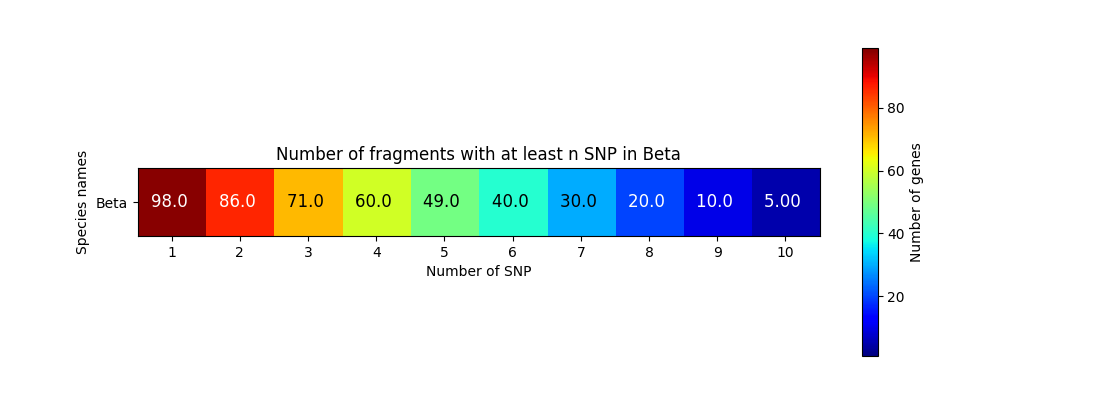 Number of fragments with at least n SNP in Beta
Species names
Beta
98.0 86.0 71.0 60.0 49.0 40.0 30.0 20.0 10.0 5.00
1 2 3 4 5 6 7 8 9 10
Number of SNP
80
60
40
20
Number of genes